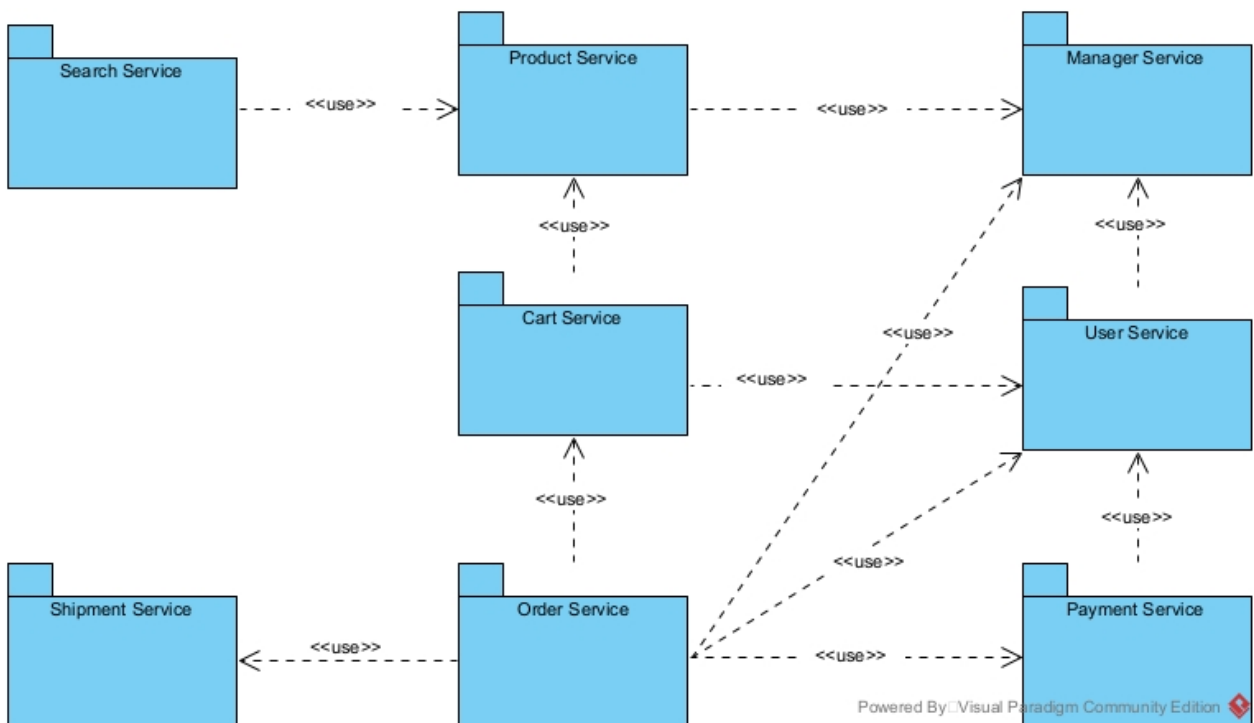 Search Service
Product Service
Manager Service
<<use>>
<<use>>
<<use>>
<<use>>
Cart Service
User Service
<<use>>
<<use>>
<<use>>
<<use>>
<<use>>
Shipment Service
Order Service
Payment Service
<<use>>
<<use>>
Powered By Visual Paradigm Community Edition